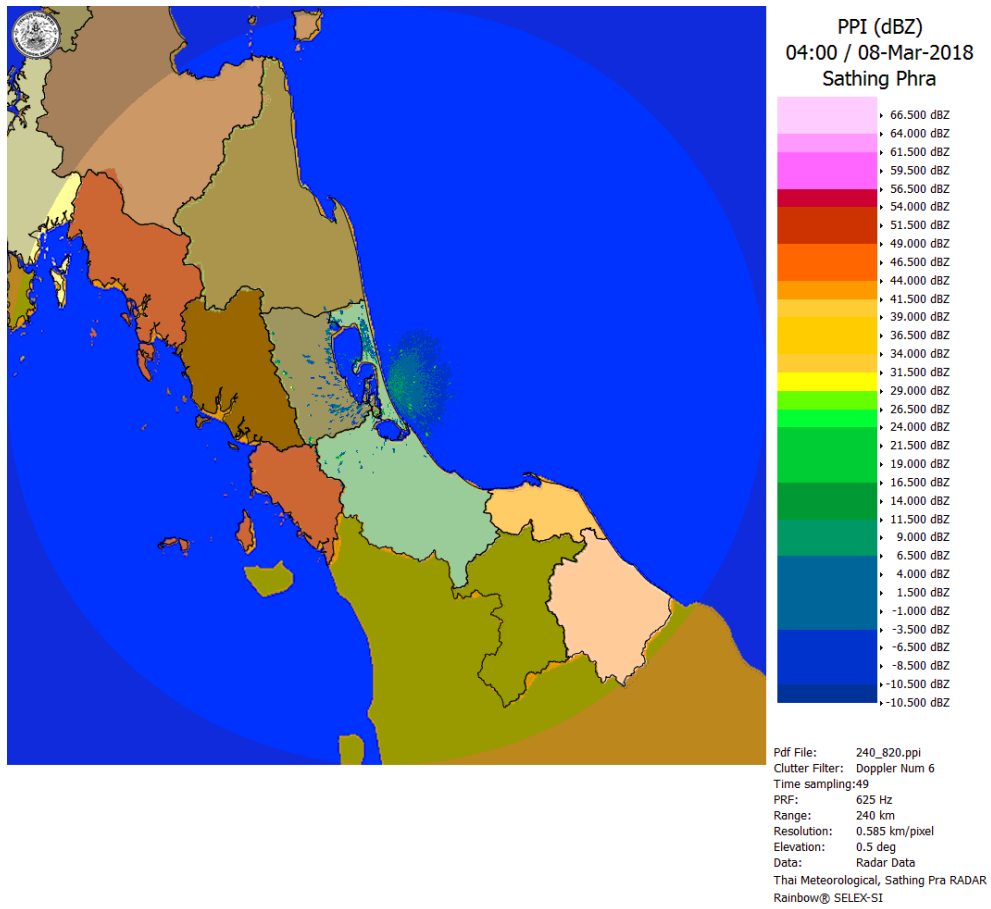 PPI (dBZ)
04:00 / 08-Mar-2018
Sathing Phra
66.500 dBZ
64.000 dBZ
61.500 dBZ
59.500 dBZ
56.500 dBZ
54.000 dBZ
51.500 dBZ
49.000 dBZ
46.500 dBZ
44.000 dBZ
41.500 dBZ
39.000 dBZ
36.500 dBZ
34.000 dBZ
31.500 dBZ
29.000 dBZ
26.500 dBZ
24.000 dBZ
21.500 dBZ
19.000 dBZ
16.500 dBZ
14.000 dBZ
11.500 dBZ
9.000 dBZ
6.500 dBZ
4.000 dBZ
1.500 dBZ
-1.000 dBZ
-3.500 dBZ
-6.500 dBZ
-8.500 dBZ
-10.500 dBZ
-10.500 dBZ
Pdf File: 240_820.ppi
Clutter Filter: Doppler Num 6
Time sampling:49
PRF: 625 Hz
Range: 240 km
Resolution: 0.585 km/pixel
Elevation: 0.5 deg
Data: Radar Data
Thai Meteorological, Sathing Pra RADAR
Rainbow® SELEX-SI